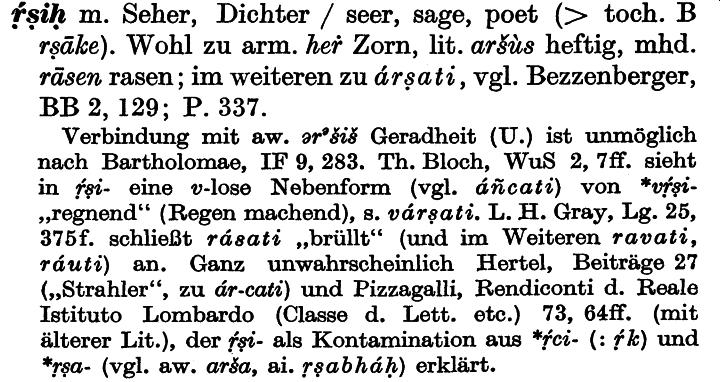 ŕ̥ṣiḥ m. Seher, Dichter / seer, sage, poet (> toch. B
rṣāke). Wohl zu arm. heṙ Zorn, lit. aršùs heftig, mhd.
rāsen rasen; im weiteren zu árṣati, vgl. Bezzenberger,
BB 2, 129; P. 337.
Verbindung mit aw. ərᵊšiš Geradheit (U.) ist unmöglich
nach Bartholomae, IF 9, 283. Th. Bloch, WuS 2, 7ff. sieht
in ŕ̥ṣi- eine v-lose Nebenform (vgl. áñcati) von *vŕ̥ṣi-
„regnend“ (Regen machend), s. várṣati. L. H. Gray, Lg. 25,
375f. schließt rásati „brüllt“ (und im Weiteren ravati,
ráuti) an. Ganz unwahrscheinlich Hertel, Beiträge 27
(„Strahler“, zu ár-cati) und Pizzagalli, Rendiconti d. Reale
Istituto Lombardo (Classe d. Lett. etc.) 73, 64ff. (mit
älterer Lit.), der ŕ̥ṣi- als Kontamination aus *ŕ̥ci- (: ŕ̥k) und
*r̥ṣa- (vgl. aw. arša, ai. r̥ṣabháḥ) erklärt.